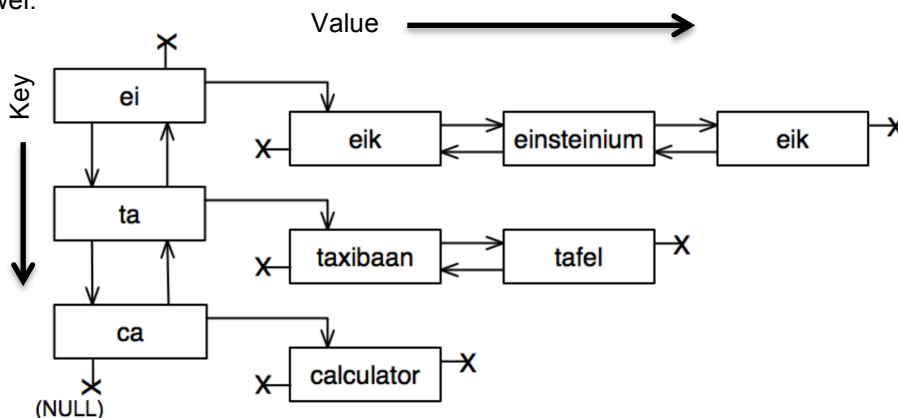 Value
Key
X
ei
eik
einsteinium
eik
X
X
ta
taxibaan
tafel
X
X
ca
calculator
X
X
X
(NULL)